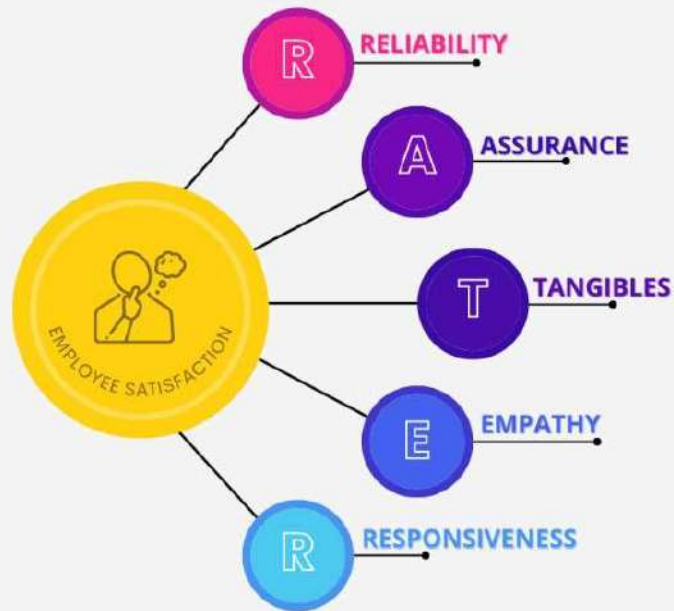 R
RELIABILITY
A
ASSURANCE
T
TANGIBLES
EMPLOYEE SATISFACTION
E
EMPATHY
R
RESPONSIVENESS